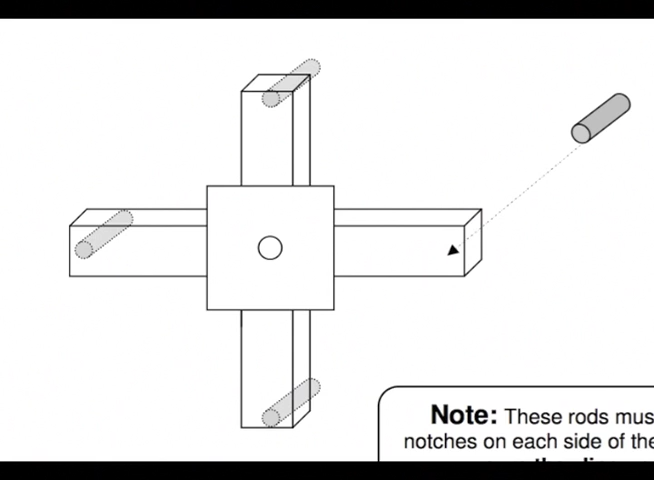 Note: These rods mus
notches on each side of the